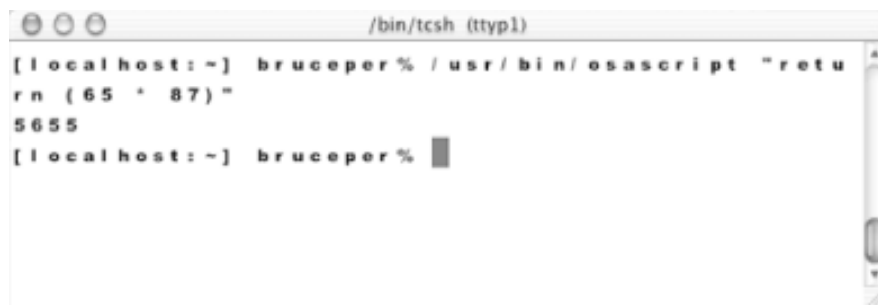 /bin/tcsh (ttyp1)
[localhost:~] bruceper% /usr/bin/osascript "retu
rn (65 * 87)"
5655
[localhost:~] bruceper%